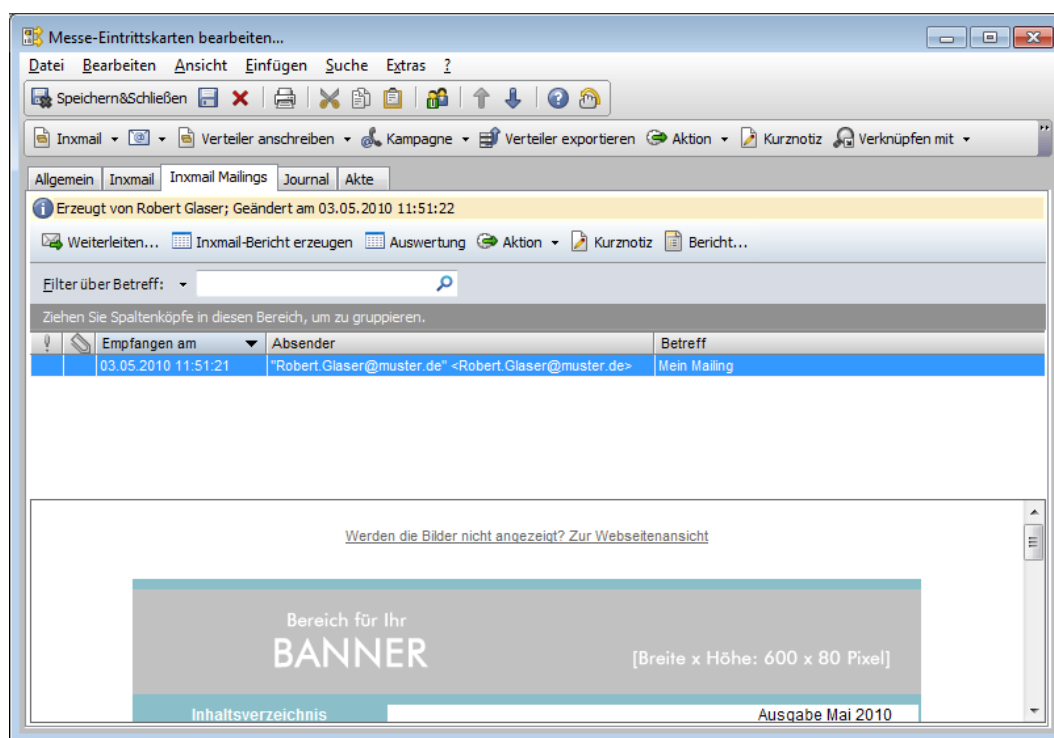 Messe-Eintrittskarten bearbeiten...
Datei Bearbeiten Ansicht Einfügen Suche Extras ?
Speichern&Schließen
Inxmail Verteiler anschreiben Kampagne Verteiler exportieren Aktion Kurznotiz Verknüpfen mit
Allgemein Inxmail Inxmail Mailings Journal Akte
Erzeugt von Robert Glaser; Geändert am 03.05.2010 11:51:22
Weiterleiten... Inxmail-Bericht erzeugen Auswertung Aktion Kurznotiz Bericht...
Filter über Betreff:
Ziehen Sie Spaltenköpfe in diesen Bereich, um zu gruppieren.
Empfangen am Absender Betreff
03.05.2010 11:51:21 "Robert.Glaser@muster.de" <Robert.Glaser@muster.de> Mein Mailing
Werden die Bilder nicht angezeigt? Zur Webseitenansicht
Bereich für Ihr
BANNER [Breite x Höhe: 600 x 80 Pixel]
Inhaltsverzeichnis Ausgabe Mai 2010